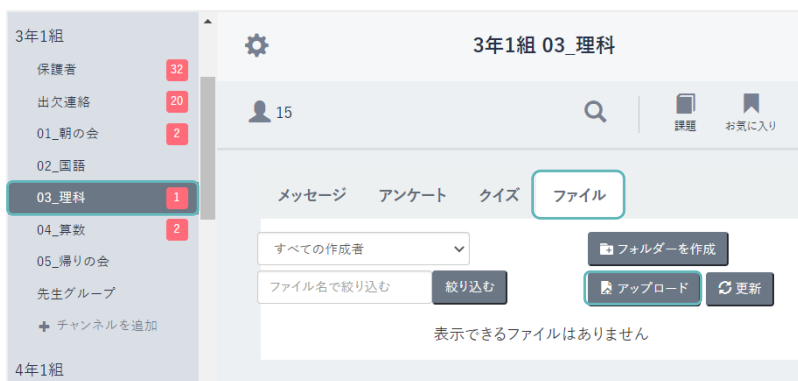 3年1組
保護者 32
出欠連絡 20
01_朝の会 2
02_国語
03_理科 1
04_算数 2
05_帰りの会
先生グループ
チャンネルを追加
4年1組
3年1組 03_理科
15
課題 お気に入り
メッセージ アンケート クイズ ファイル
すべての作成者 フォルダーを作成
ファイル名で絞り込む 絞り込む アップロード 更新
表示できるファイルはありません